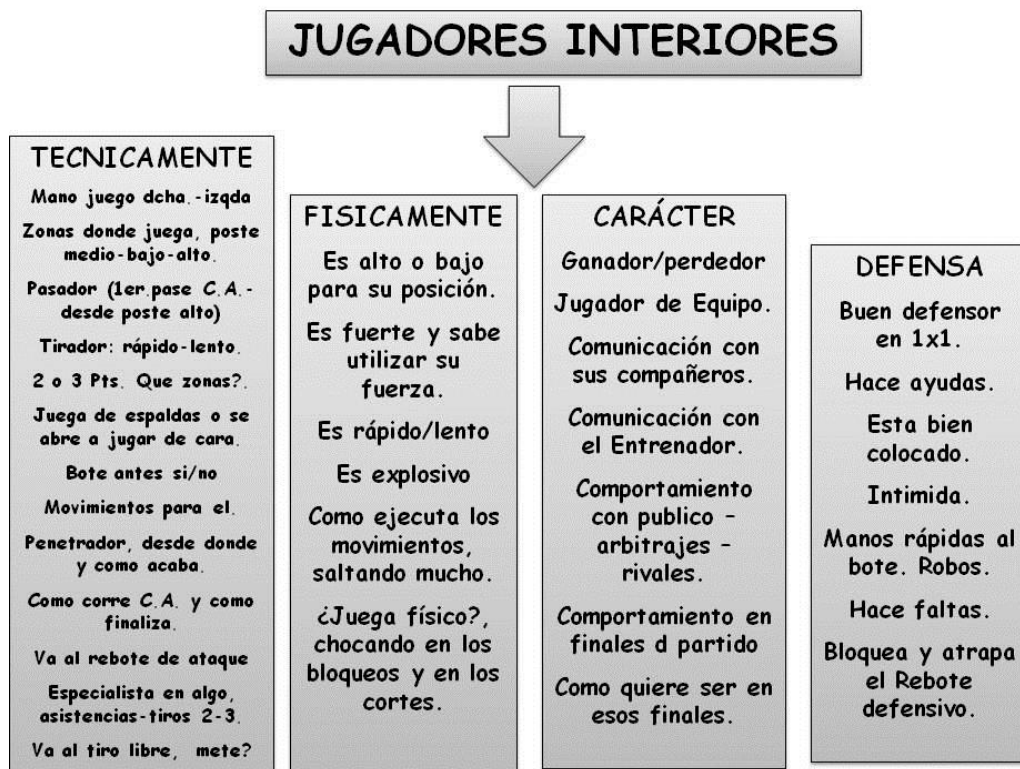 JUGADORES INTERIORES
TECNICAMENTE
Mano juego dcha.-izqda
Zonas donde juega, poste
medio-bajo-alto.
Pasador (1er.pase C.A.-
desde poste alto)
Tirador: rápido-lento.
2 o 3 Pts. Que zonas?.
Juega de espaldas o se
abre a jugar de cara.
Bote antes si/no
Movimientos para el.
Penetrador, desde donde
y como acaba.
Como corre C.A. y como
finaliza.
Va al rebote de ataque
Especialista en algo,
asistencias-tiros 2-3.
Va al tiro libre, mete?
FISICAMENTE
Es alto o bajo
para su posición.
Es fuerte y sabe
utilizar su
fuerza.
Es rápido/lento
Es explosivo
Como ejecuta los
movimientos,
saltando mucho.
¿Juega físico?,
chocando en los
bloqueos y en los
cortes.
CARÁCTER
Ganador/perdedor
Jugador de Equipo.
Comunicación con
sus compañeros.
Comunicación con
el Entrenador.
Comportamiento
con publico –
arbitrajes –
rivales.
Comportamiento en
finales d partido
Como quiere ser en
esos finales.
DEFENSA
Buen defensor
en 1x1.
Hace ayudas.
Esta bien
colocado.
Intimida.
Manos rápidas al
bote. Robos.
Hace faltas.
Bloquea y atrapa
el Rebote
defensivo.